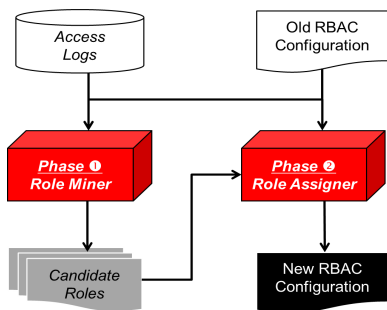 Access
Logs
Old RBAC
Configuration
Phase ❶
Role Miner
Phase ❷
Role Assigner
Candidate
Roles
New RBAC
Configuration